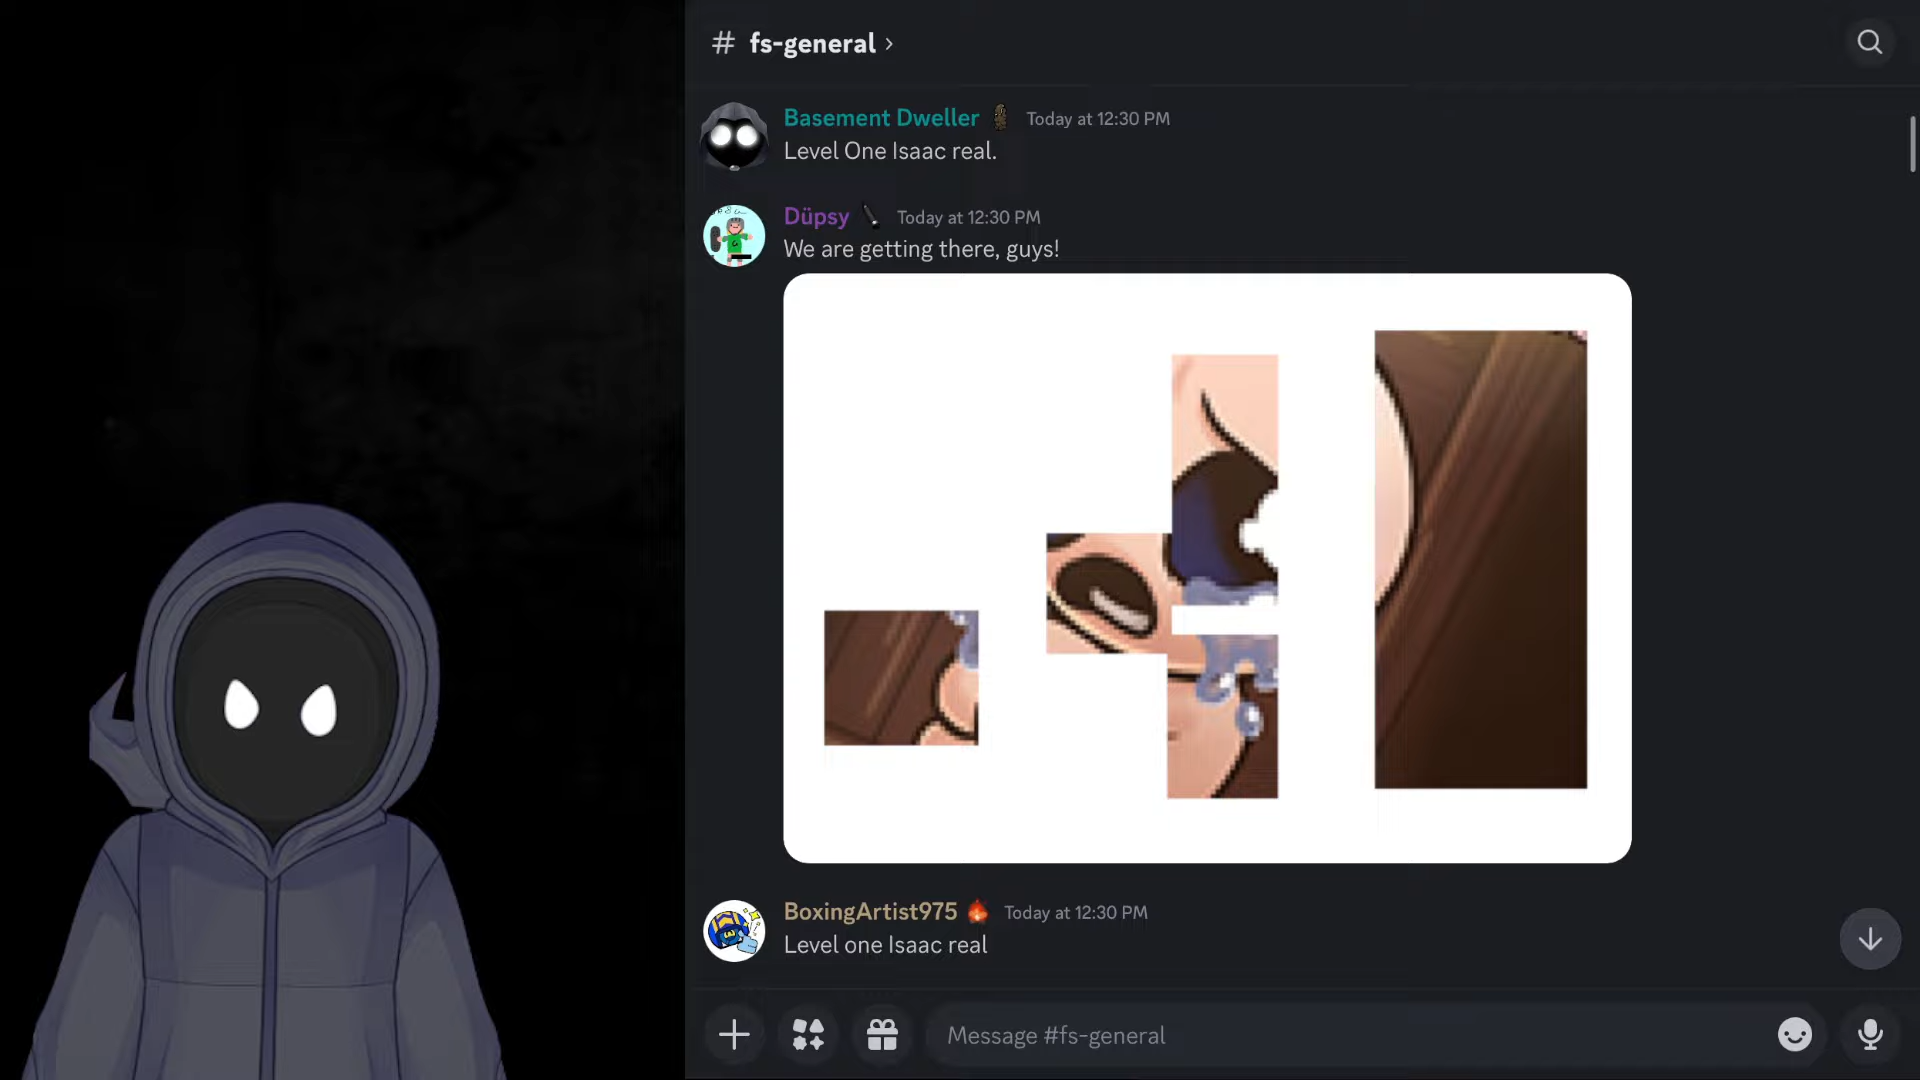 # fs-general
Basement Dweller Today at 12:30 PM
Level One Isaac real.
Düpsy Today at 12:30 PM
We are getting there, guys!
BoxingArtist975 Today at 12:30 PM
Level one Isaac real
Message #fs-general